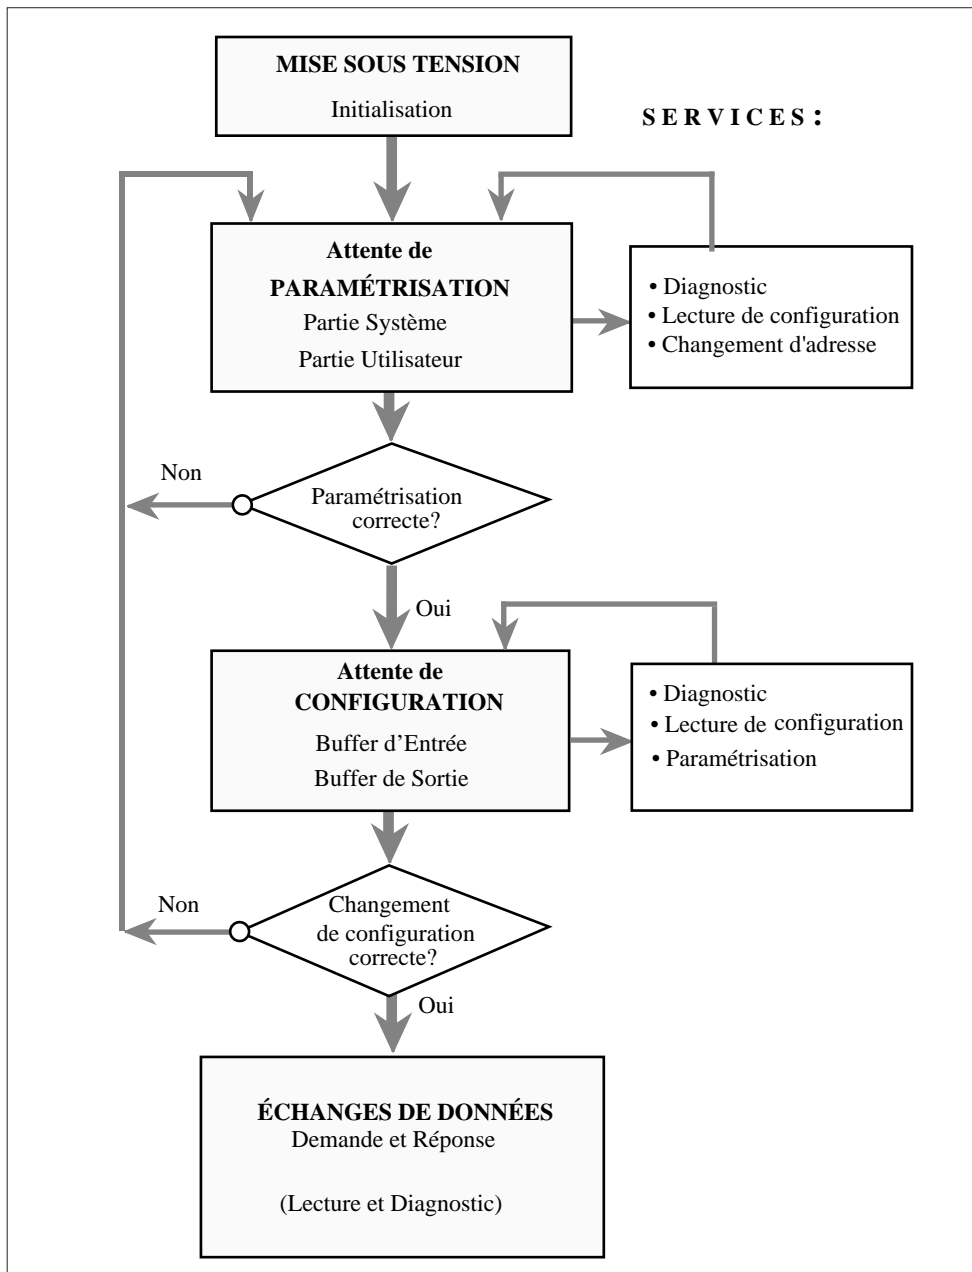 MISE SOUS TENSION
Initialisation
SERVICES:
Attente de
PARAMÉTRISATION
Partie Système
Partie Utilisateur
• Diagnostic
• Lecture de configuration
• Changement d'adresse
Non
Paramétrisation
correcte?
Oui
Attente de
CONFIGURATION
Buffer d’Entrée
Buffer de Sortie
• Diagnostic
• Lecture de configuration
• Paramétrisation
Non
Changement
de configuration
correcte?
Oui
ÉCHANGES DE DONNÉES
Demande et Réponse
(Lecture et Diagnostic)